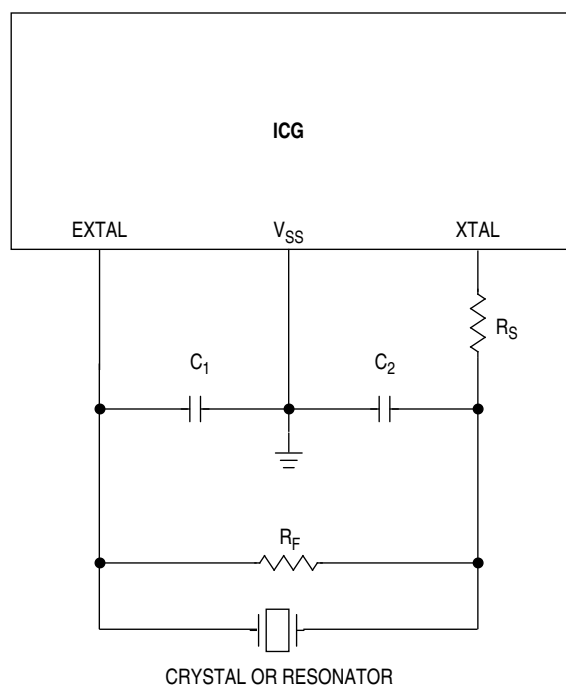 ICG
EXTAL
VSS
XTAL
RS
C1
C2
RF
CRYSTAL OR RESONATOR